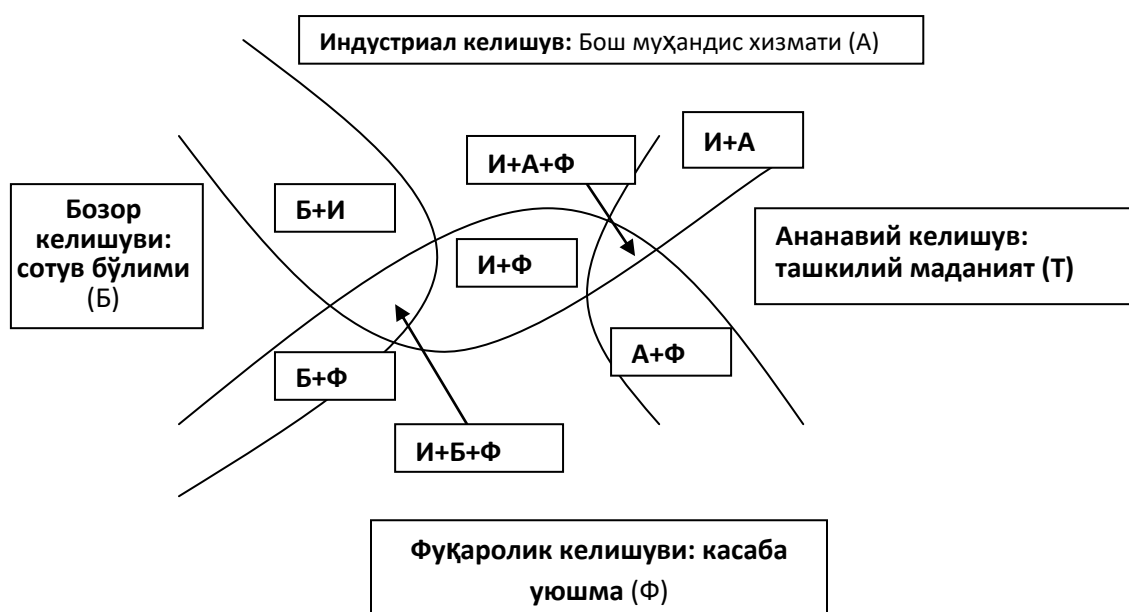 Индустриал келишув: Бош муҳандис хизмати (А)
И+А+Ф
И+А
Бозор
келишуви:
сотув бўлими
(Б)
Б+И
И+Ф
Ананавий келишув:
ташкилий маданият (Т)
Б+Ф
А+Ф
И+Б+Ф
Фуқаролик келишуви: касаба
уюшма (Ф)